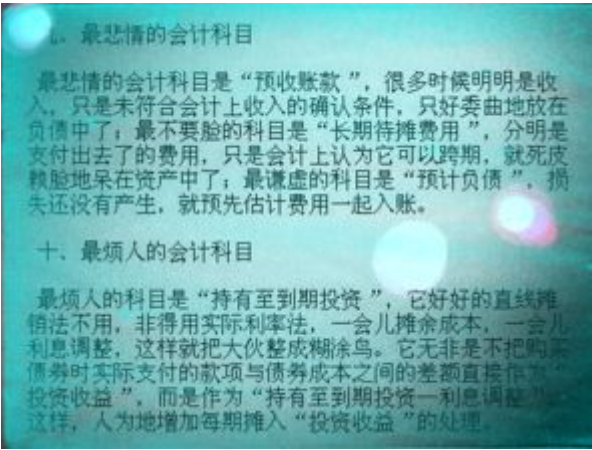 九、最悲情的会计科目
最悲情的会计科目是“预收账款”，很多时候明明是收
入，只是未符合会计上收入的确认条件，只好委曲地放在
负债中了；最不要脸的科目是“长期待摊费用”，分明是
支付出去了的费用，只是会计上认为它可以跨期，就死皮
赖脸地呆在资产中了；最谦虚的科目是“预计负债”，损
失还没有产生，就预先估计费用一起入账。
十、最烦人的会计科目
最烦人的科目是“持有至到期投资”，它好好的直线摊
销法不用，非得用实际利率法，一会儿摊余成本，一会儿
利息调整，这样就把大伙整成糊涂鸟。它无非是不把购买
债券时实际支付的款项与债券成本之间的差额直接作为“
投资收益”，而是作为“持有至到期投资—利息调整
这样，人为地增加每期摊入“投资收益”的处理。